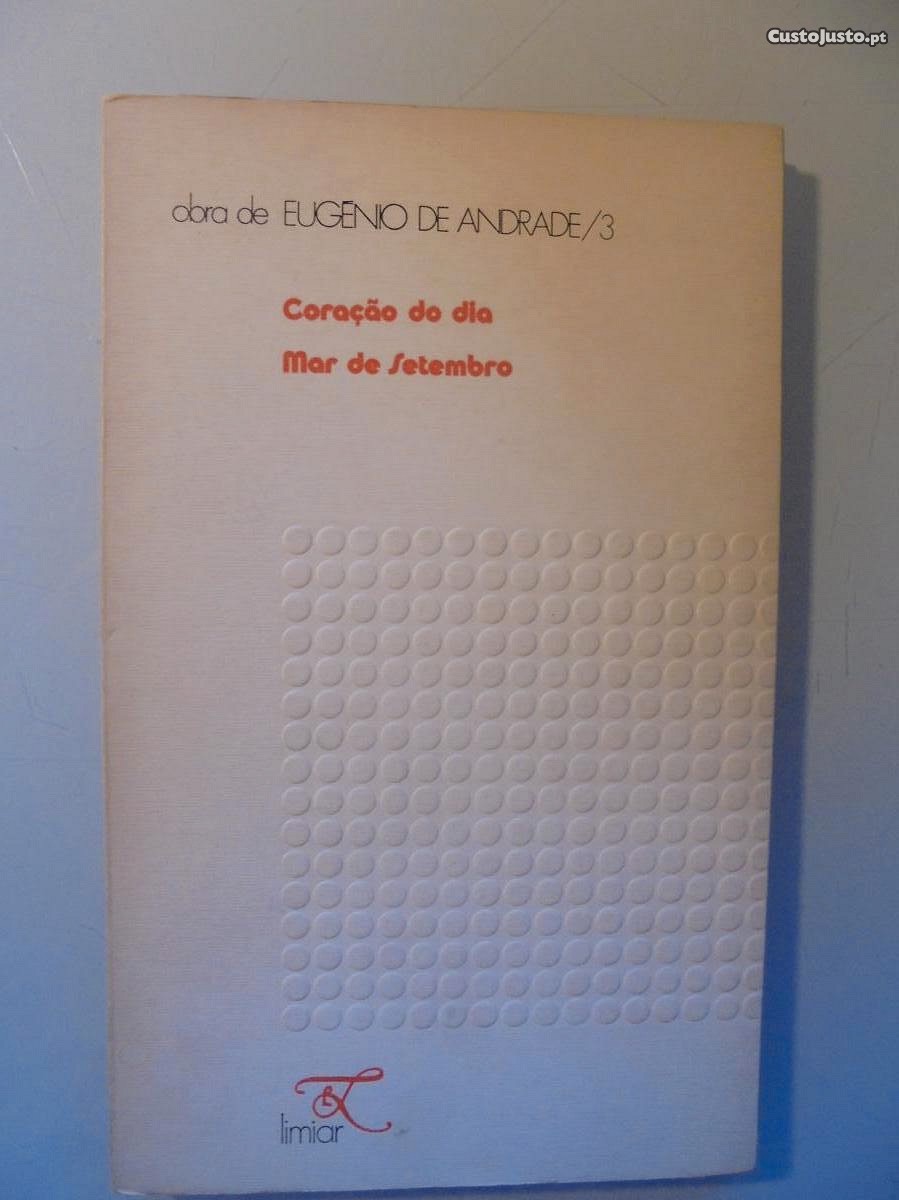 CustoJusto.pt
obra de EUGÉNIO DE ANDRADE/3
Coração do dia
Mar de Setembro
limiar